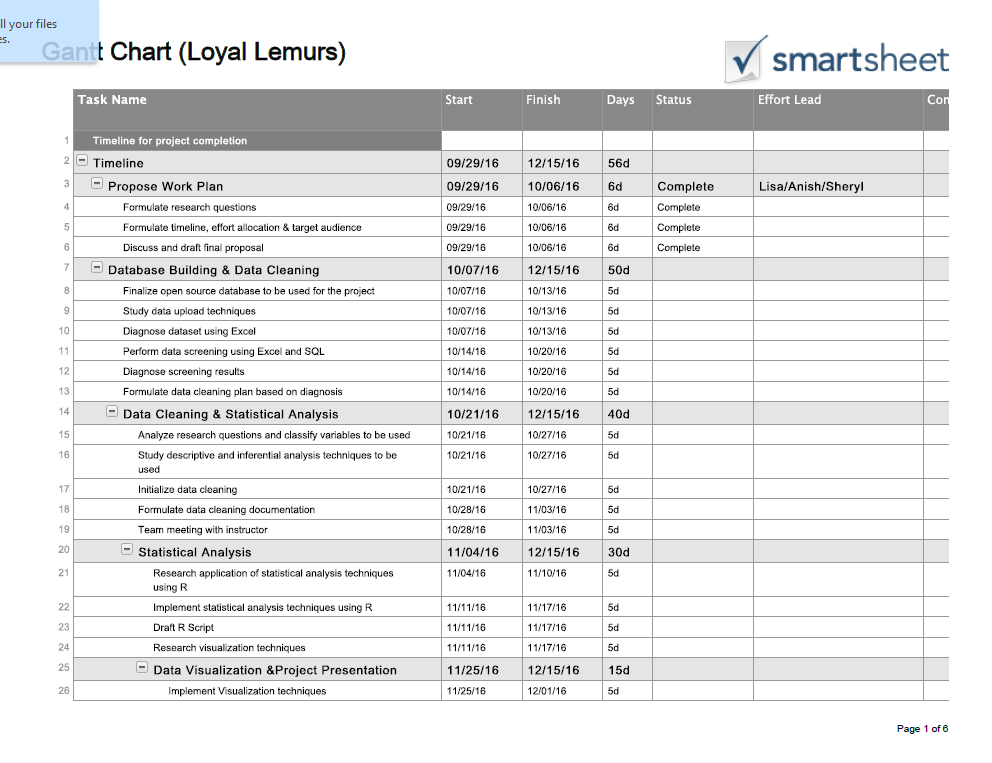 ll your files
es.
Gantt Chart (Loyal Lemurs)
smartsheet
Task Name Start Finish Days Status Effort Lead Con
1 Timeline for project completion
2 Timeline 09/29/16 12/15/16 56d
3 Propose Work Plan 09/29/16 10/06/16 6d Complete Lisa/Anish/Sheryl
4 Formulate research questions 09/29/16 10/06/16 6d Complete
5 Formulate timeline, effort allocation & target audience 09/29/16 10/06/16 6d Complete
6 Discuss and draft final proposal 09/29/16 10/06/16 6d Complete
7 Database Building & Data Cleaning 10/07/16 12/15/16 50d
8 Finalize open source database to be used for the project 10/07/16 10/13/16 5d
9 Study data upload techniques 10/07/16 10/13/16 5d
10 Diagnose dataset using Excel 10/07/16 10/13/16 5d
11 Perform data screening using Excel and SQL 10/14/16 10/20/16 5d
12 Diagnose screening results 10/14/16 10/20/16 5d
13 Formulate data cleaning plan based on diagnosis 10/14/16 10/20/16 5d
14 Data Cleaning & Statistical Analysis 10/21/16 12/15/16 40d
15 Analyze research questions and classify variables to be used 10/21/16 10/27/16 5d
16 Study descriptive and inferential analysis techniques to be 10/21/16 10/27/16 5d
used
17 Initialize data cleaning 10/21/16 10/27/16 5d
18 Formulate data cleaning documentation 10/28/16 11/03/16 5d
19 Team meeting with instructor 10/28/16 11/03/16 5d
20 Statistical Analysis 11/04/16 12/15/16 30d
21 Research application of statistical analysis techniques 11/04/16 11/10/16 5d
using R
22 Implement statistical analysis techniques using R 11/11/16 11/17/16 5d
23 Draft R Script 11/11/16 11/17/16 5d
24 Research visualization techniques 11/11/16 11/17/16 5d
25 Data Visualization &Project Presentation 11/25/16 12/15/16 15d
26 Implement Visualization techniques 11/25/16 12/01/16 5d
Page 1 of 6